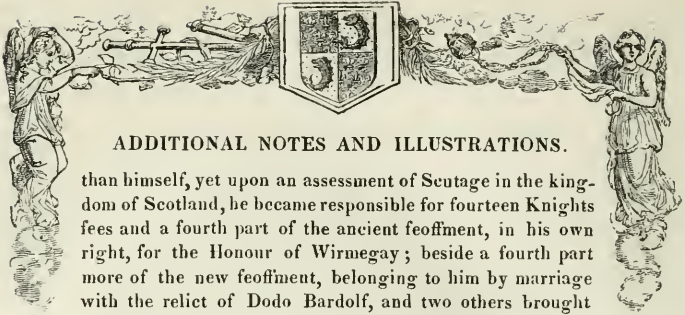 ADDITIONAL NOTES AND ILLUSTRATIONS.
than himself, yet upon an assessment of Scutage in the king-
dom of Scotland, he became responsible for fourteen Knights
fees and a fourth part of the ancient feoffment, in his own
right, for the Honour of Wirmegay; beside a fourth part
more of the new feoffment, belonging to him by marriage
with the relict of Dodo Bardolf, and two others brought